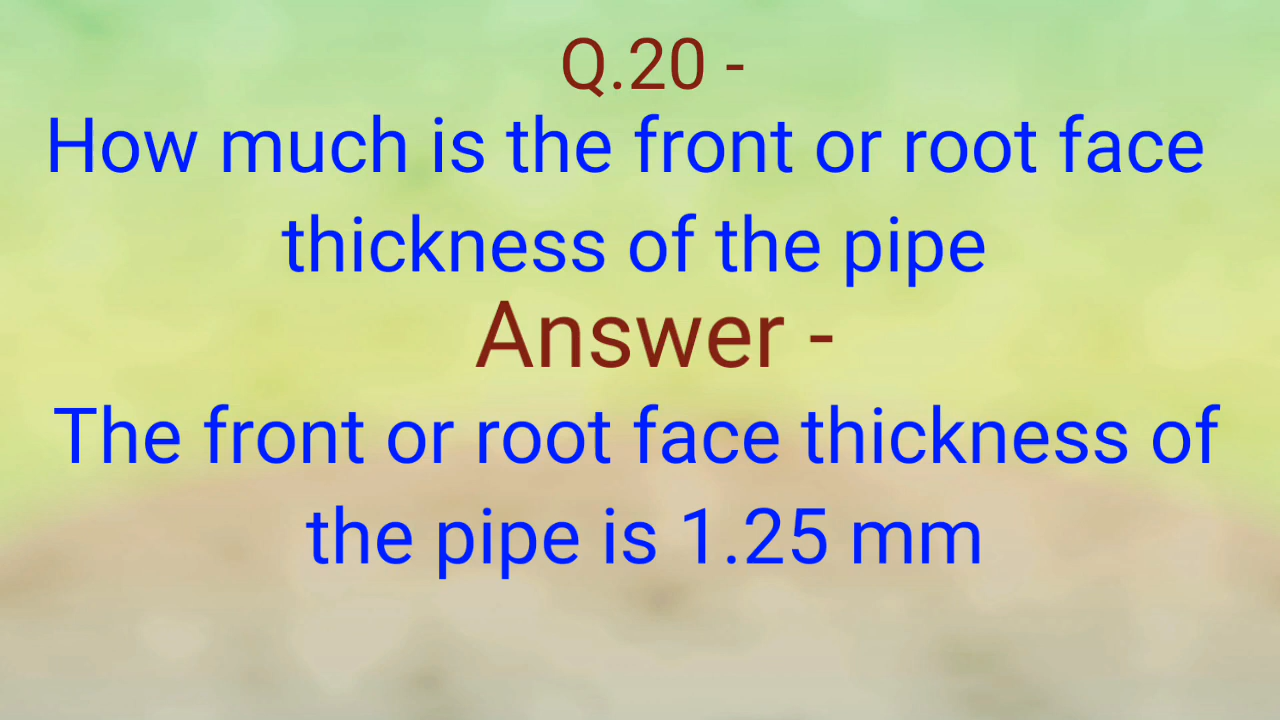 Q.20 -
How much is the front or root face
thickness of the pipe
Answer -
The front or root face thickness of
the pipe is 1.25 mm